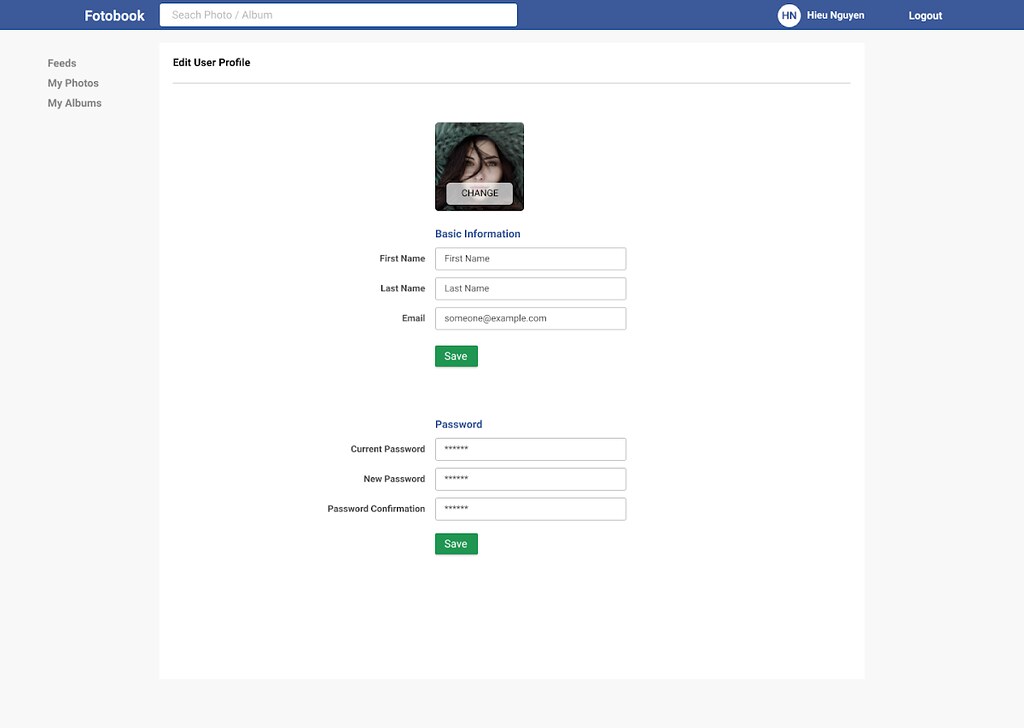 Fotobook
Seach Photo / Album
HN
Hieu Nguyen
Logout
Feeds
My Photos
My Albums
Edit User Profile
CHANGE
Basic Information
First Name First Name
Last Name Last Name
Email someone@example.com
Save
Password
Current Password ******
New Password ******
Password Confirmation ******
Save